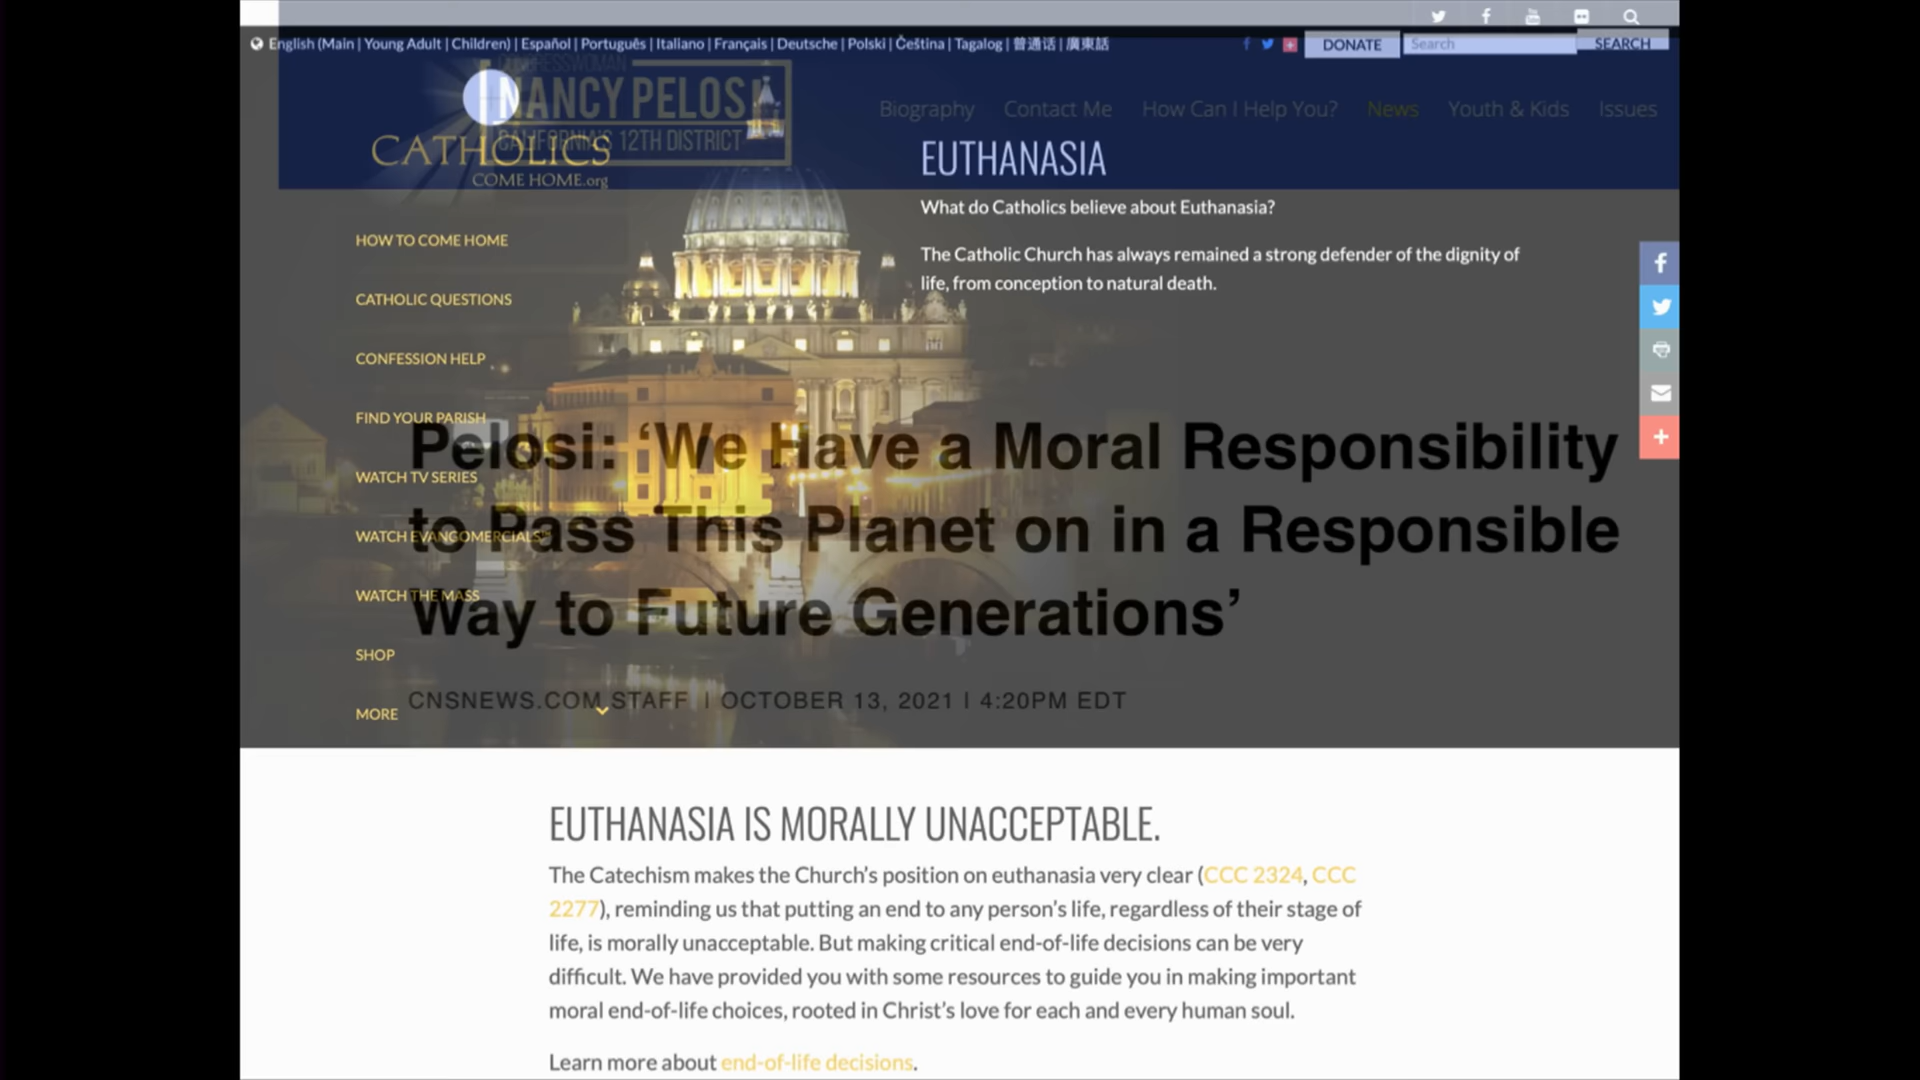 English (Main | Young Adult | Children) | Español | Português | Italiano | Français | Deutsche | Polski | Čeština | Tagalog | 普通话 | 廣東話
DONATE
Search
SEARCH
CONGRESSWOMAN
NANCY PELOSI
CALIFORNIA'S 12TH DISTRICT
CATHOLICS
COME HOME.org
Biography
Contact Me
How Can I Help You?
News
Youth & Kids
Issues
EUTHANASIA
What do Catholics believe about Euthanasia?
The Catholic Church has always remained a strong defender of the dignity of
life, from conception to natural death.
HOW TO COME HOME
CATHOLIC QUESTIONS
CONFESSION HELP
FIND YOUR PARISH
WATCH TV SERIES
WATCH EVANGOMERCIALS™
WATCH THE MASS
SHOP
MORE
Pelosi: ‘We Have a Moral Responsibility
to Pass This Planet on in a Responsible
Way to Future Generations’
CNSNEWS.COM STAFF | OCTOBER 13, 2021 | 4:20PM EDT
EUTHANASIA IS MORALLY UNACCEPTABLE.
The Catechism makes the Church’s position on euthanasia very clear (CCC 2324, CCC
2277), reminding us that putting an end to any person’s life, regardless of their stage of
life, is morally unacceptable. But making critical end-of-life decisions can be very
difficult. We have provided you with some resources to guide you in making important
moral end-of-life choices, rooted in Christ’s love for each and every human soul.
Learn more about end-of-life decisions.